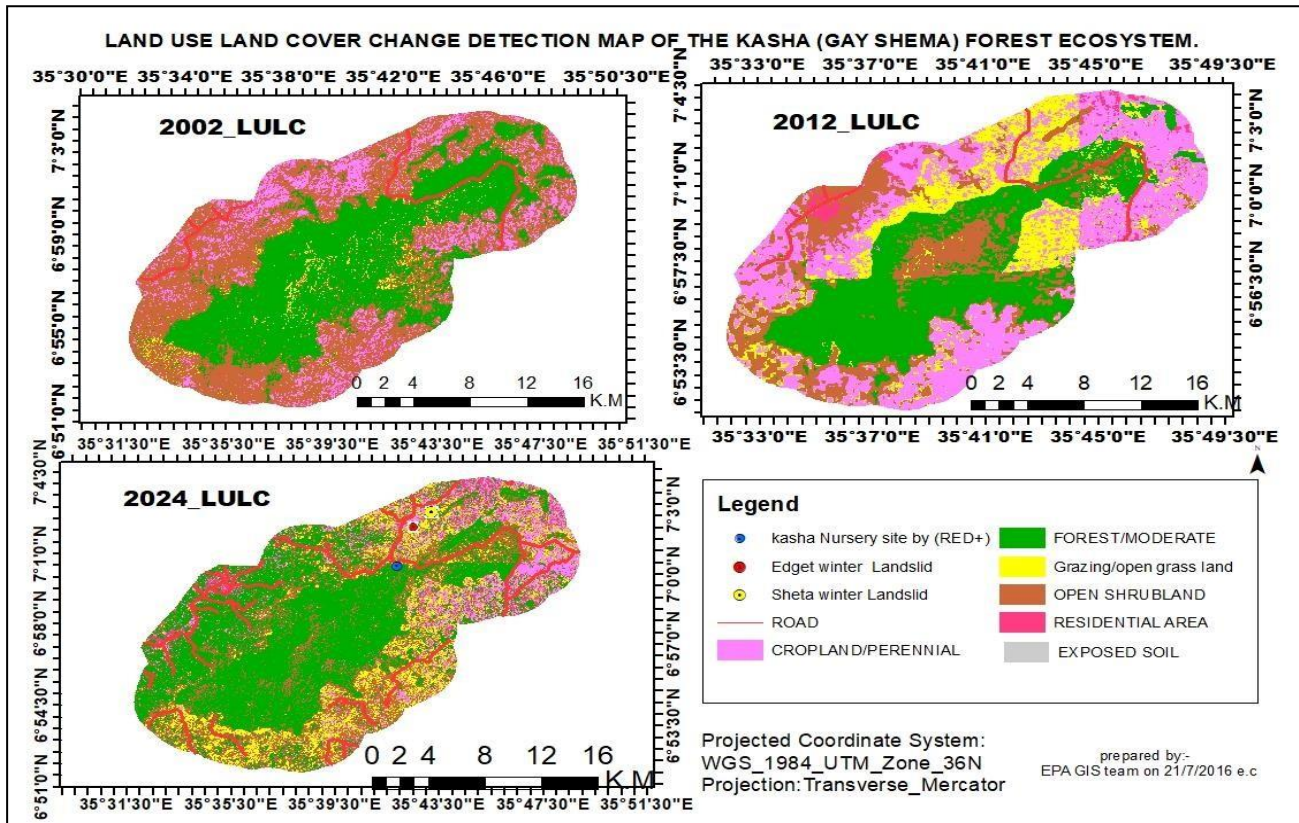 LAND USE LAND COVER CHANGE DETECTION MAP OF THE KASHA (GAY SHEMA) FOREST ECOSYSTEM.
35°30'0"E 35°34'0"E 35°38'0"E 35°42'0"E 35°46'0"E 35°50'30"E
2002_LULC
7°3'0"N
6°59'0"N
6°55'0"N
6°51'0"N
0 2 4 8 12 16
K.M
35°33'0"E 35°37'0"E 35°41'0"E 35°45'0"E 35°49'30"E
2012_LULC
7°4'30"N
7°1'0"N
6°57'30"N
6°53'30"N
7°3'0"N
7°0'0"N
6°56'30"N
0 2 4 8 12 16
K.M
35°33'0"E 35°37'0"E 35°41'0"E 35°45'0"E 35°49'30"E
35°31'30"E 35°35'30"E 35°39'30"E 35°43'30"E 35°47'30"E 35°51'30"E
2024_LULC
7°4'30"N
7°1'0"N
6°58'0"N
6°54'30"N
6°51'0"N
7°3'0"N
7°0'0"N
6°57'0"N
6°53'30"N
0 2 4 8 12 16
K.M
35°31'30"E 35°35'30"E 35°39'30"E 35°43'30"E 35°47'30"E 35°51'30"E
N
Legend
kasha Nursery site by (RED+)
Edget winter Landslid
Sheta winter Landslid
ROAD
CROPLAND/PERENNIAL
FOREST/MODERATE
Grazing/open grass land
OPEN SHRUBLAND
RESIDENTIAL AREA
EXPOSED SOIL
Projected Coordinate System:
WGS_1984_UTM_Zone_36N
Projection:Transverse_Mercator
prepared by:-
EPA GIS team on 21/7/2016 e.c